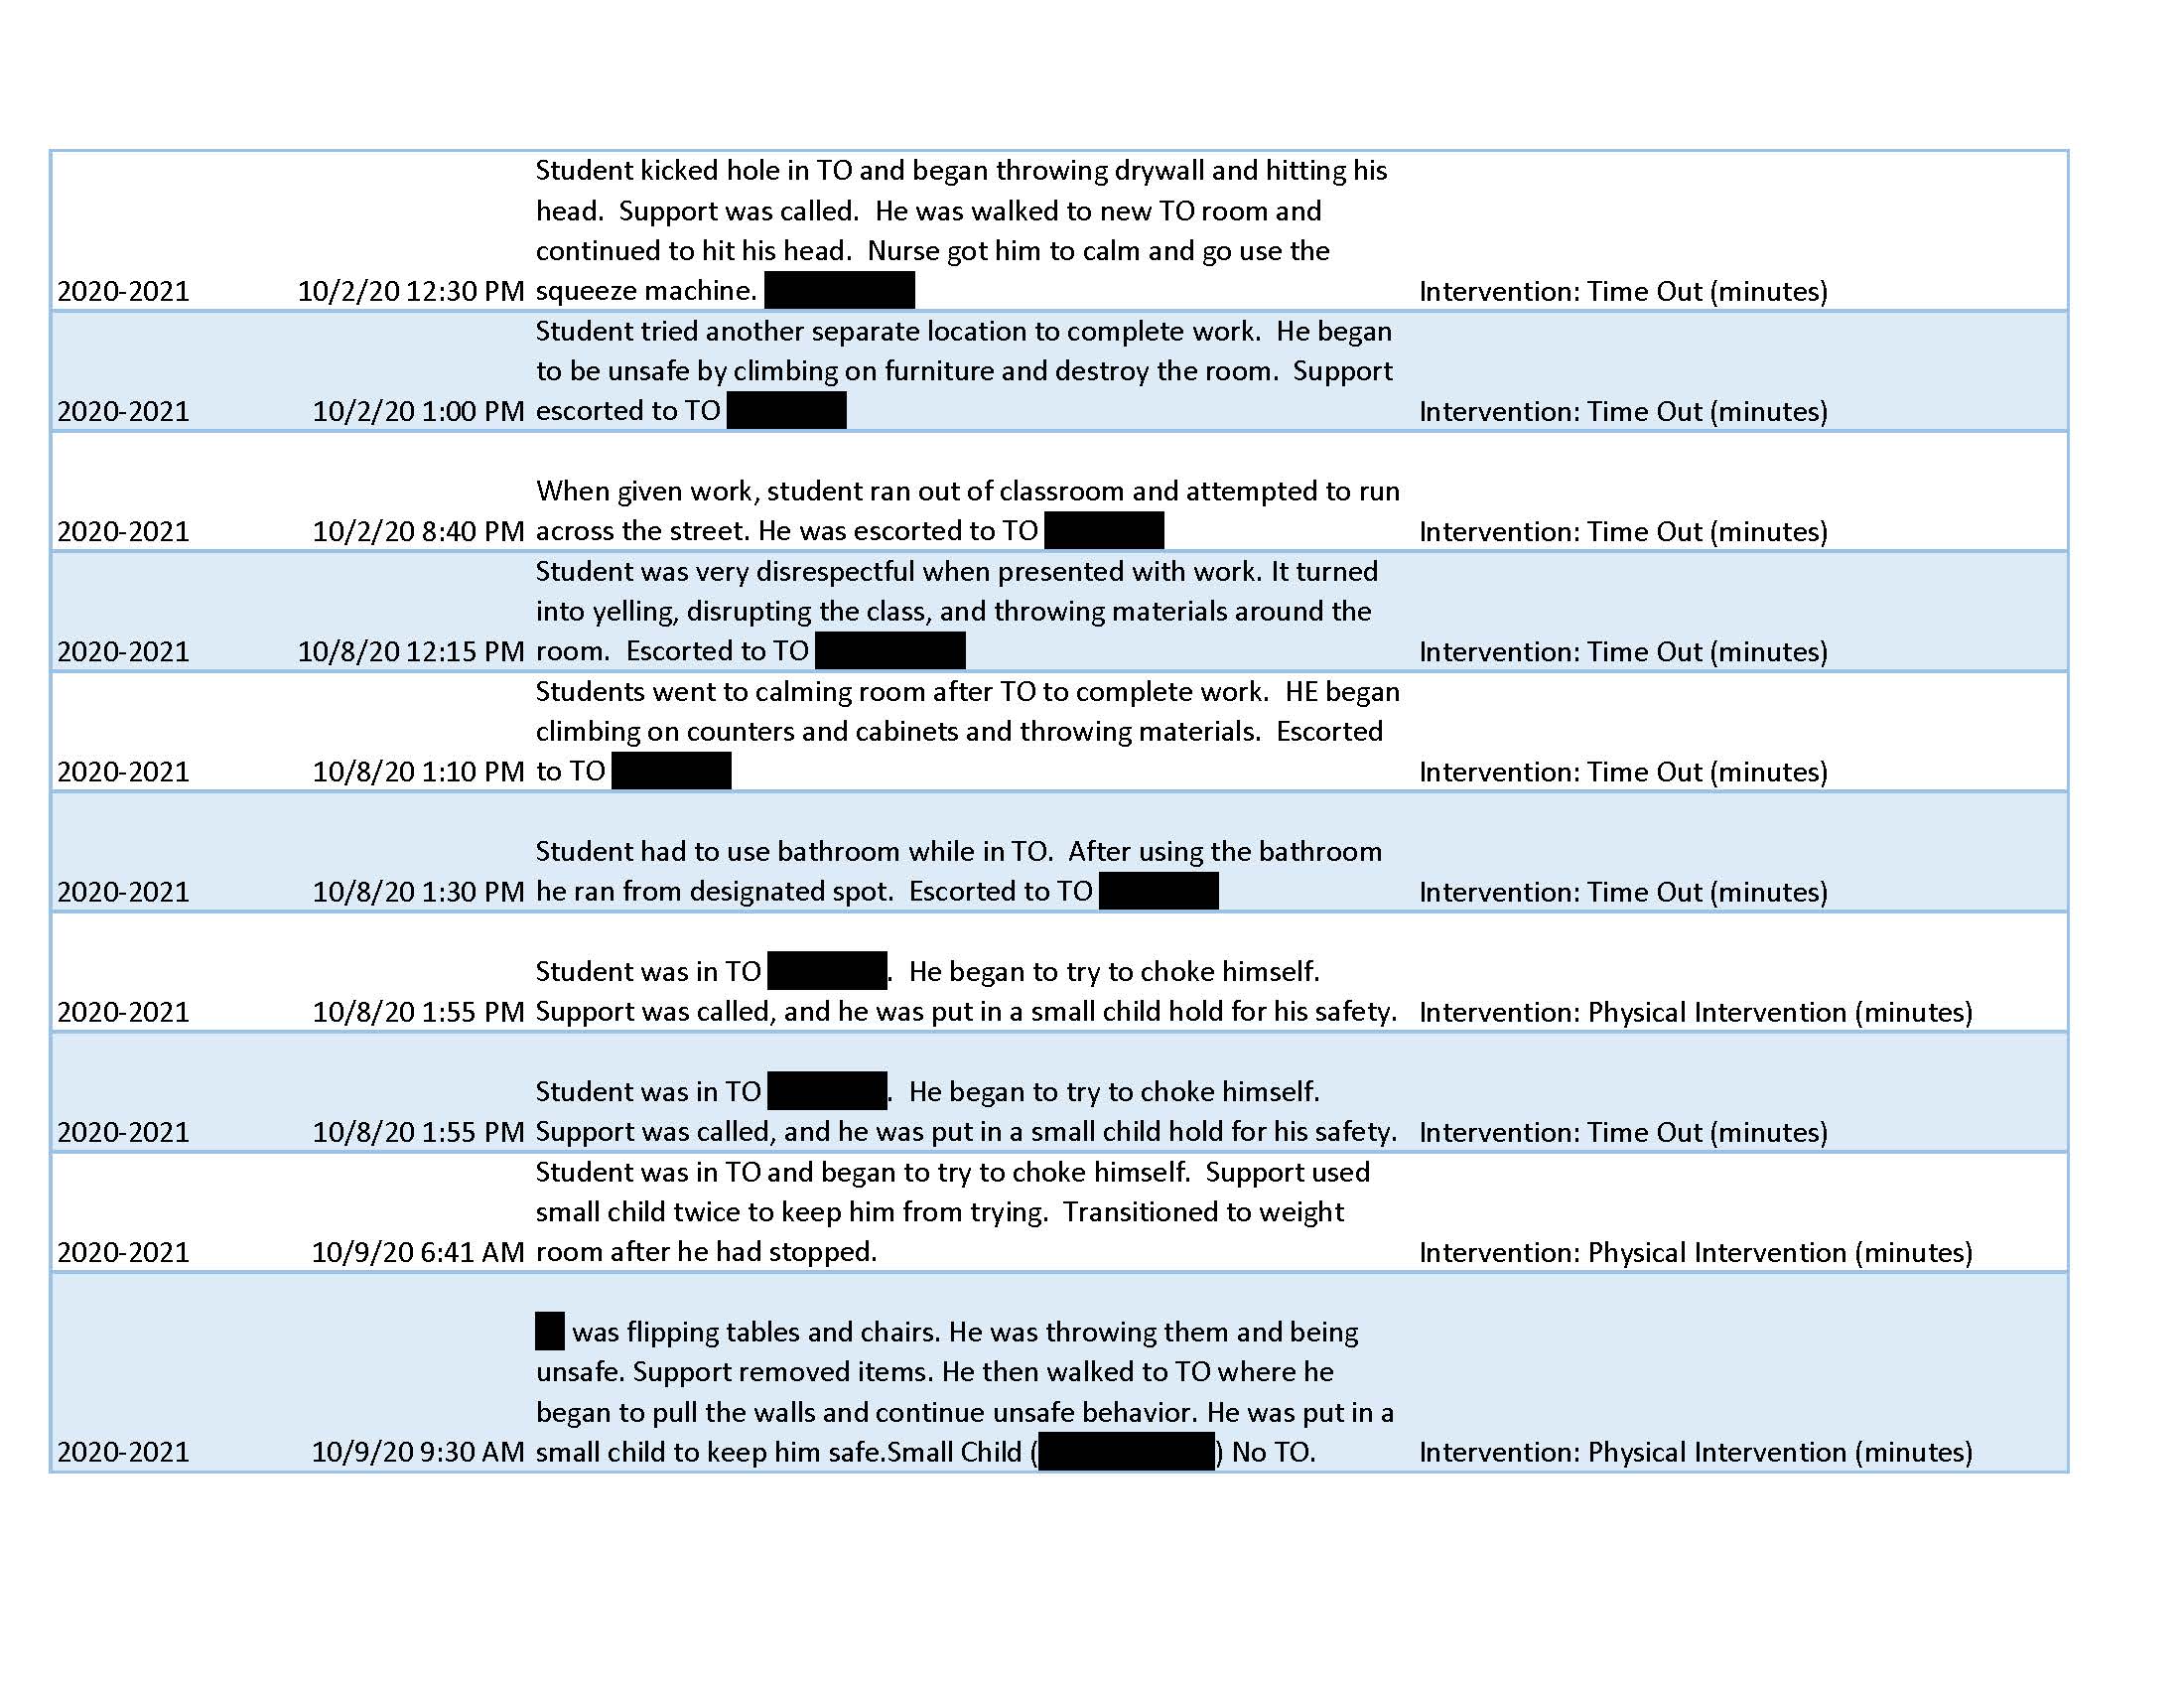 Student kicked hole in TO and began throwing drywall and hitting his
head.  Support was called.  He was walked to new TO room and
continued to hit his head.  Nurse got him to calm and go use the
2020-2021 10/2/20 12:30 PM squeeze machine. Intervention: Time Out (minutes)
Student tried another separate location to complete work.  He began
to be unsafe by climbing on furniture and destroy the room.  Support
2020-2021 10/2/20 1:00 PM escorted to TO Intervention: Time Out (minutes)
When given work, student ran out of classroom and attempted to run
2020-2021 10/2/20 8:40 PM across the street. He was escorted to TO Intervention: Time Out (minutes)
Student was very disrespectful when presented with work. It turned
into yelling, disrupting the class, and throwing materials around the
2020-2021 10/8/20 12:15 PM room.  Escorted to TO Intervention: Time Out (minutes)
Students went to calming room after TO to complete work.  HE began
climbing on counters and cabinets and throwing materials.  Escorted
2020-2021 10/8/20 1:10 PM to TO Intervention: Time Out (minutes)
Student had to use bathroom while in TO.  After using the bathroom
2020-2021 10/8/20 1:30 PM he ran from designated spot.  Escorted to TO Intervention: Time Out (minutes)
Student was in TO .  He began to try to choke himself.
2020-2021 10/8/20 1:55 PM Support was called, and he was put in a small child hold for his safety. Intervention: Physical Intervention (minutes)
Student was in TO .  He began to try to choke himself.
2020-2021 10/8/20 1:55 PM Support was called, and he was put in a small child hold for his safety. Intervention: Time Out (minutes)
Student was in TO and began to try to choke himself.  Support used
small child twice to keep him from trying.  Transitioned to weight
2020-2021 10/9/20 6:41 AM room after he had stopped. Intervention: Physical Intervention (minutes)
was flipping tables and chairs. He was throwing them and being
unsafe. Support removed items. He then walked to TO where he
began to pull the walls and continue unsafe behavior. He was put in a
2020-2021 10/9/20 9:30 AM small child to keep him safe.Small Child ( ) No TO. Intervention: Physical Intervention (minutes)